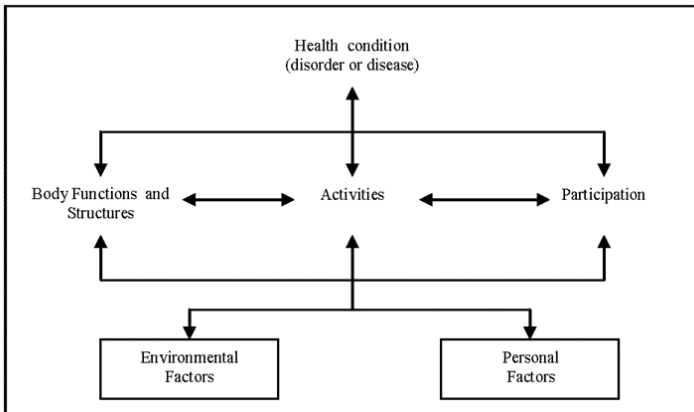 Health condition
(disorder or disease)
Body Functions and
Structures
Activities
Participation
Environmental
Factors
Personal
Factors